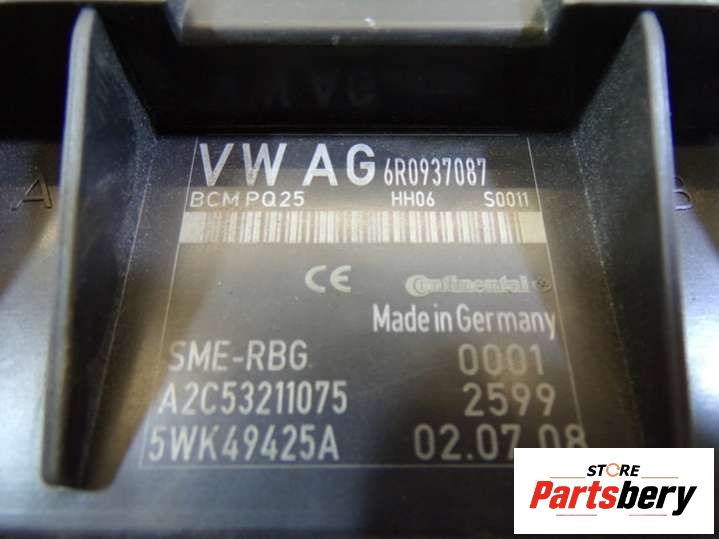 VW AG 6R0937087
BCM PQ25 HH06 S0011
CE Continental
Made in Germany
SME-RBG 0001
A2C53211075 2599
5WK49425A 02.07.08
A
B
STORE
Partsbery